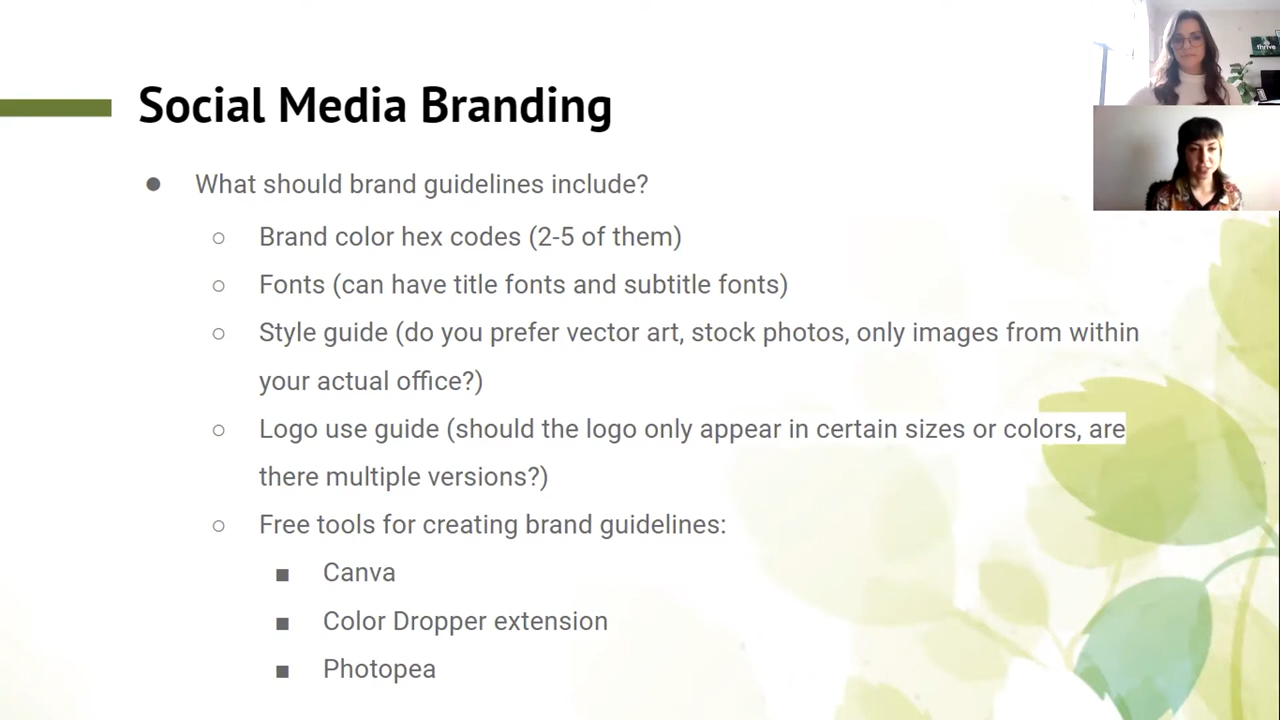 Social Media Branding
● What should brand guidelines include?
○ Brand color hex codes (2-5 of them)
○ Fonts (can have title fonts and subtitle fonts)
○ Style guide (do you prefer vector art, stock photos, only images from within
your actual office?)
○ Logo use guide (should the logo only appear in certain sizes or colors, are
there multiple versions?)
○ Free tools for creating brand guidelines:
■ Canva
■ Color Dropper extension
■ Photopea
thrive